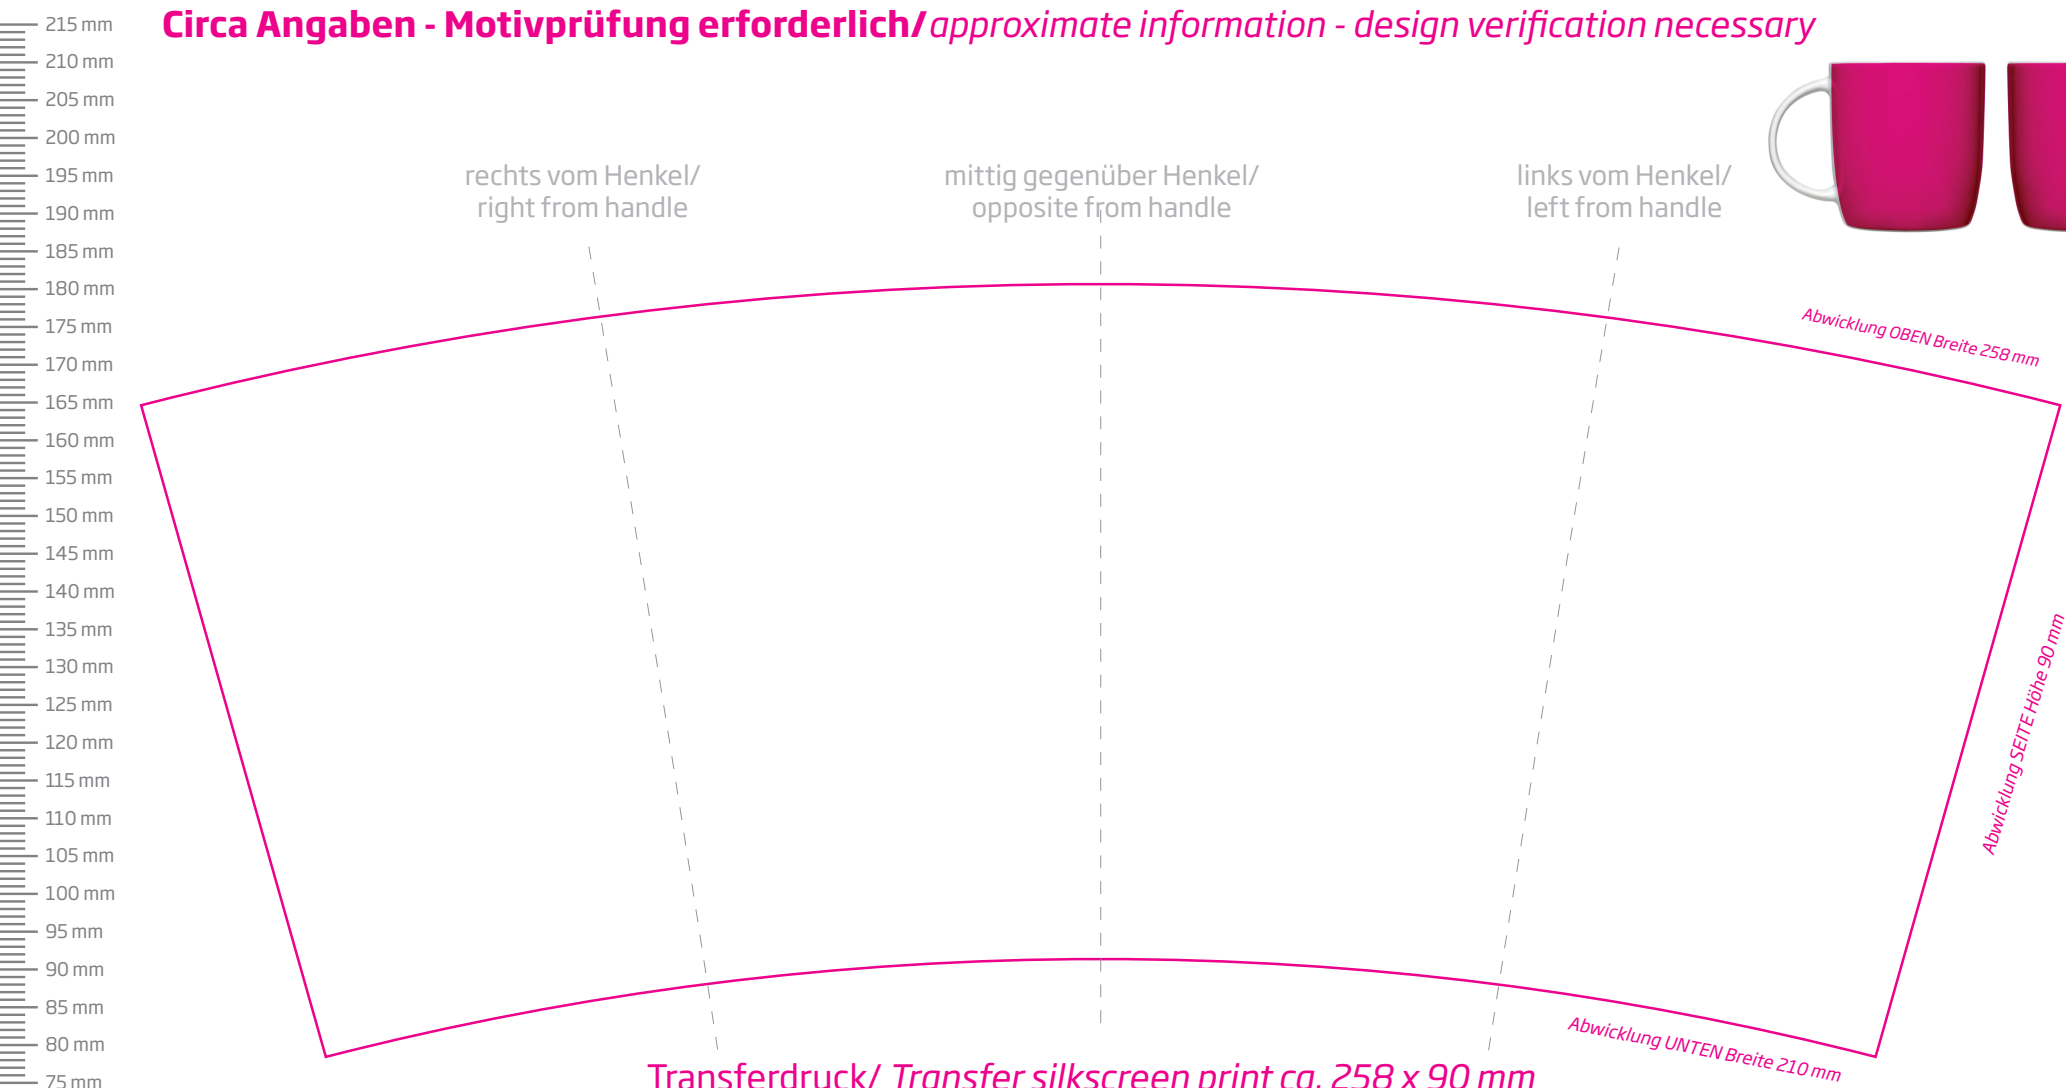 Circa Angaben - Motivprüfung erforderlich/approximate information - design verification necessary
215 mm
210 mm
205 mm
200 mm
195 mm
190 mm
185 mm
180 mm
175 mm
170 mm
165 mm
160 mm
155 mm
150 mm
145 mm
140 mm
135 mm
130 mm
125 mm
120 mm
115 mm
110 mm
105 mm
100 mm
95 mm
90 mm
85 mm
80 mm
75 mm
rechts vom Henkel/
right from handle
mittig gegenüber Henkel/
opposite from handle
links vom Henkel/
left from handle
Abwicklung OBEN Breite 258 mm
Abwicklung SEITE Höhe 90 mm
Abwicklung UNTEN Breite 210 mm
Transferdruck/ Transfer silkscreen print ca. 258 x 90 mm